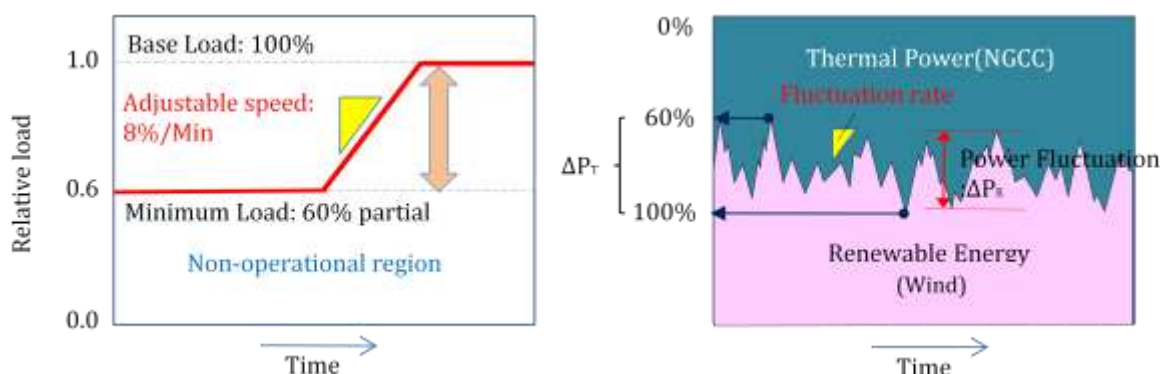 Relative load
1.0
0.6
0.0
Base Load: 100%
Adjustable speed:
8%/Min
Minimum Load: 60% partial
Non-operational region
Time
0%
60%
ΔPT
100%
Thermal Power(NGCC)
Fluctuation rate
Power Fluctuation
:ΔPR
Renewable Energy
(Wind)
Time